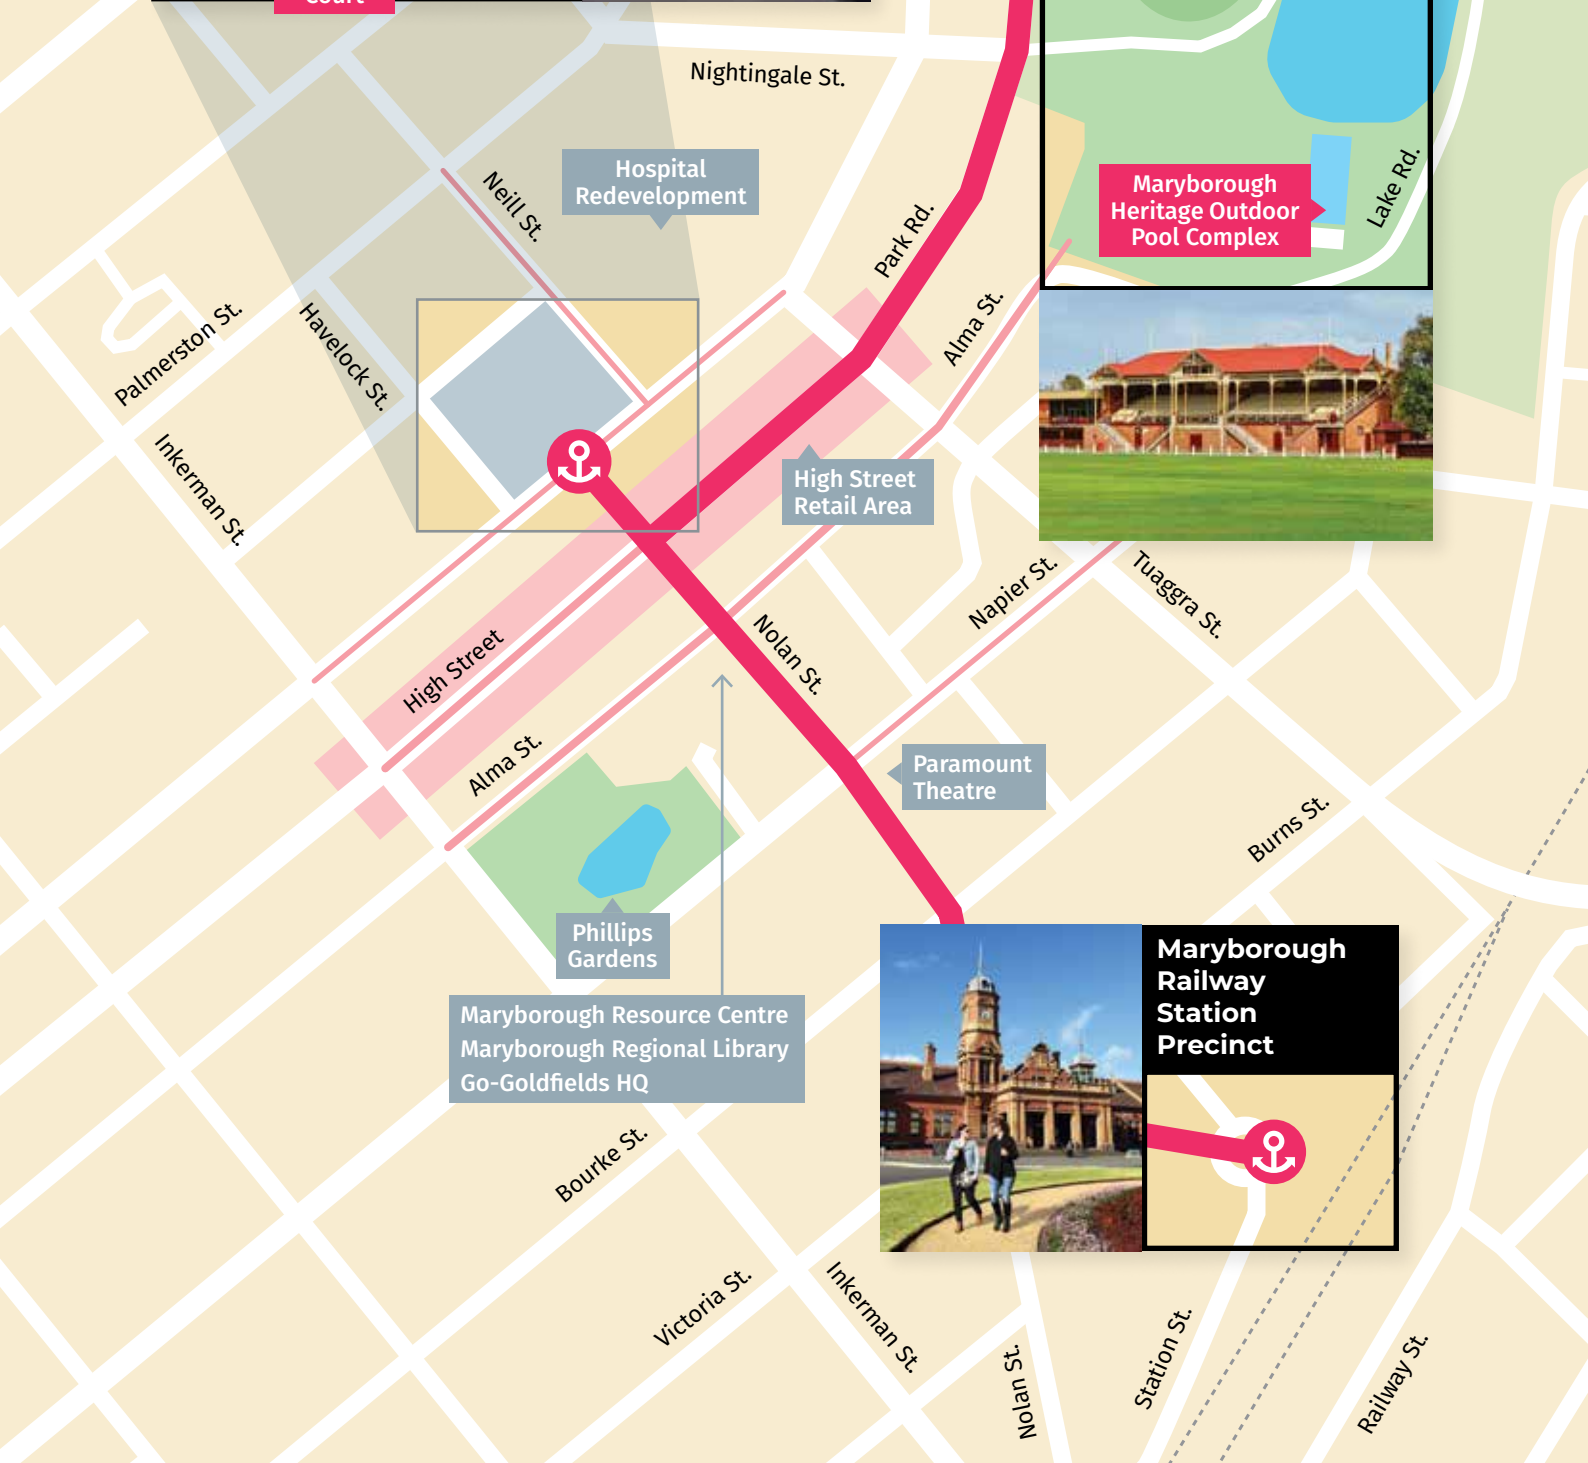 Court
Nightingale St.
Hospital
Redevelopment
Neill St.
Park Rd.
Maryborough
Heritage Outdoor
Pool Complex
Lake Rd.
Palmerston St.
Havelock St.
Alma St.
Inkerman St.
High Street
Retail Area
Napier St.
Tuaggra St.
High Street
Nolan St.
Alma St.
Paramount
Theatre
Burns St.
Phillips
Gardens
Maryborough
Railway
Station
Precinct
Maryborough Resource Centre
Maryborough Regional Library
Go-Goldfields HQ
Bourke St.
Victoria St.
Inkerman St.
Nolan St.
Station St.
Railway St.